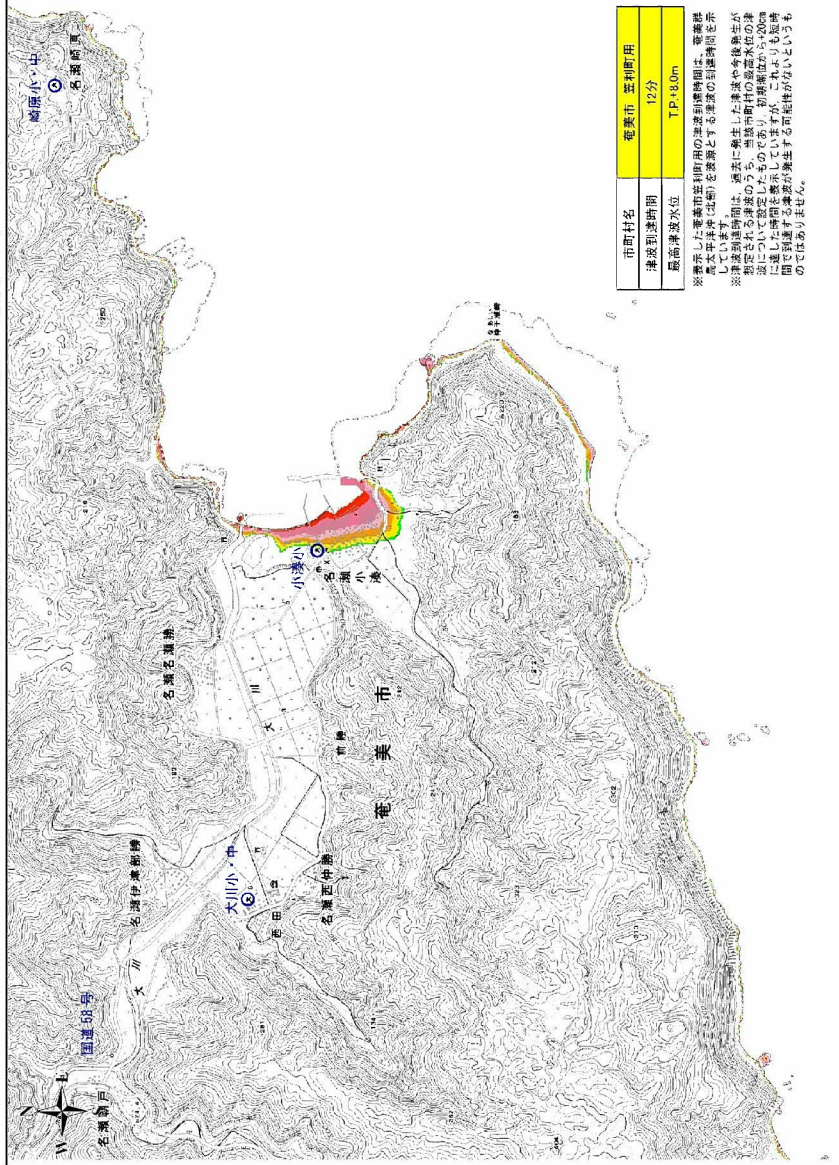 崎原小・中
名瀬崎原
市町村名 奄美市 笠利町用
津波到達時間 12分
最高津波水位 T.P.+8.0m
※表示した奄美市笠利町用の津波到達時間は、奄美群
島太平洋沖(北部)を波源とする津波の到達時間を示
しています。
※津波到達時間は、過去に発生した津波や今後発生が
想定される津波のうち、当該市町村の最高水位の津
波について設定したものであり、初期潮位から+20cm
に達した時間を表示していますが、これよりも短時
間で到達する津波が発生する可能性がないというも
のではありません。
小湊小
名瀬小湊
名瀬名瀬勝
大川
前勝
奄美市
名瀬伊津部勝
大川小・中
西田
名瀬西仲勝
大川
国道58号
N
W
E
名瀬朝戸